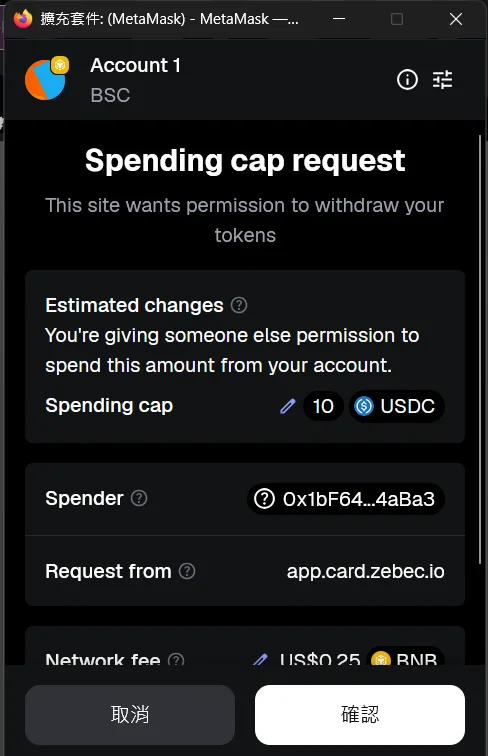 擴充套件: (MetaMask) - MetaMask —...
Account 1
BSC
Spending cap request
This site wants permission to withdraw your
tokens
Estimated changes
You're giving someone else permission to
spend this amount from your account.
Spending cap 10 USDC
Spender 0x1bF64...4aBa3
Request from app.card.zebec.io
Network fee US$0.25 BNB
取消 確認